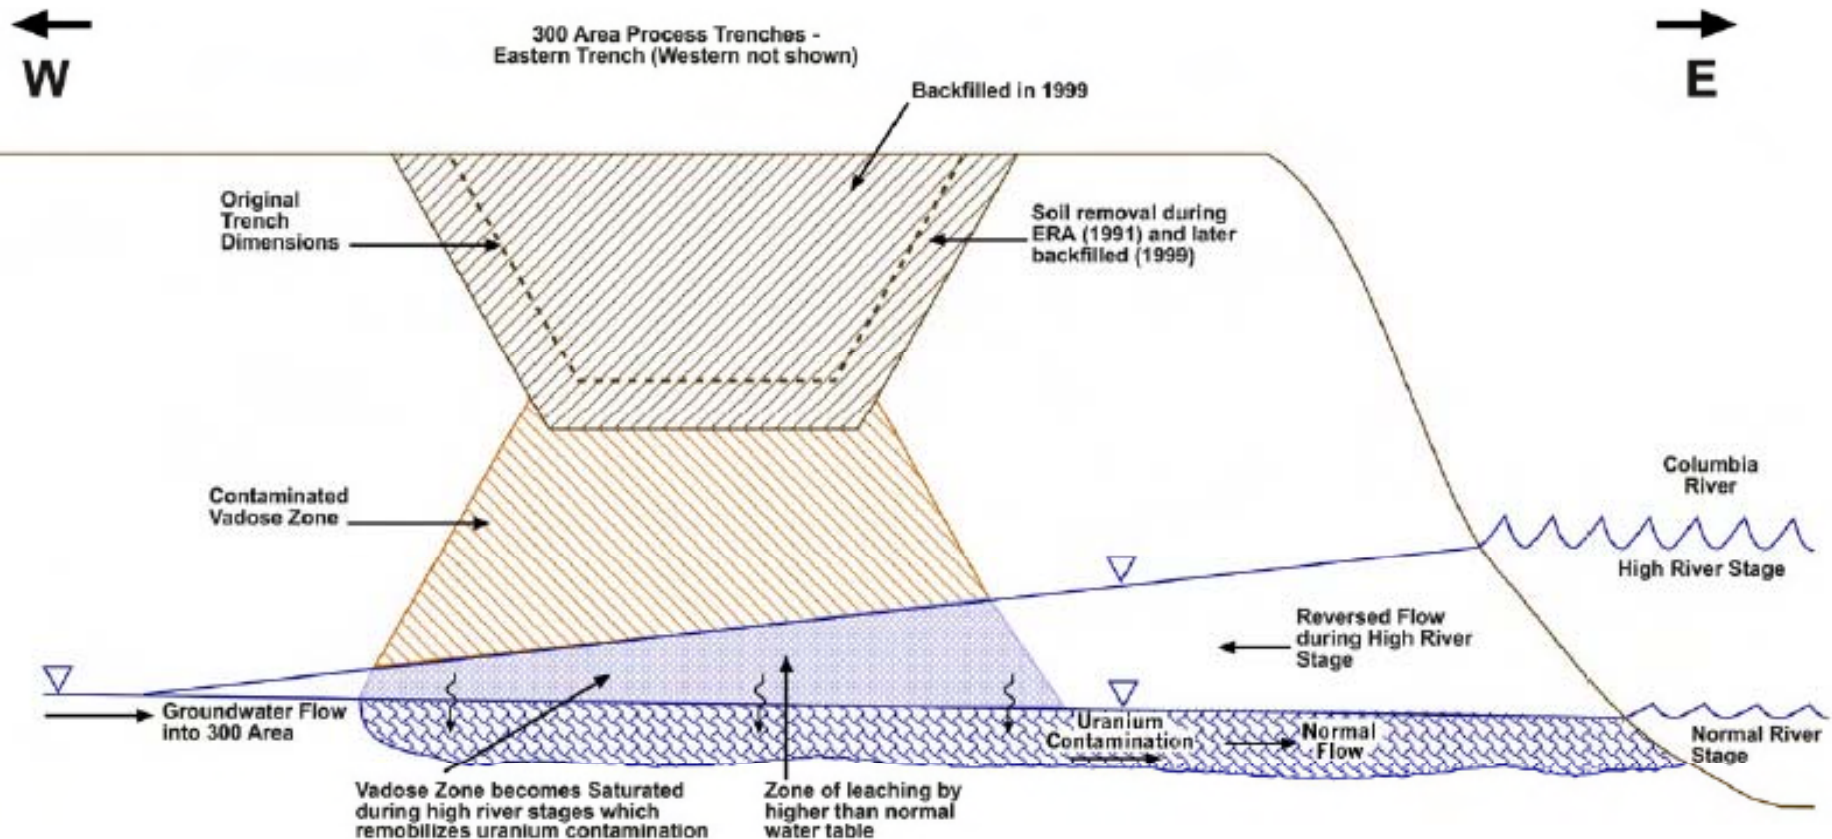 W
300 Area Process Trenches -
Eastern Trench (Western not shown)
E
Backfilled in 1999
Original
Trench
Dimensions
Soil removal during
ERA (1991) and later
backfilled (1999)
Contaminated
Vadose Zone
Columbia
River
High River Stage
Reversed Flow
during High River
Stage
Groundwater Flow
into 300 Area
Uranium
Contamination
Normal
Flow
Normal River
Stage
Vadose Zone becomes Saturated
during high river stages which
remobilizes uranium contamination
Zone of leaching by
higher than normal
water table